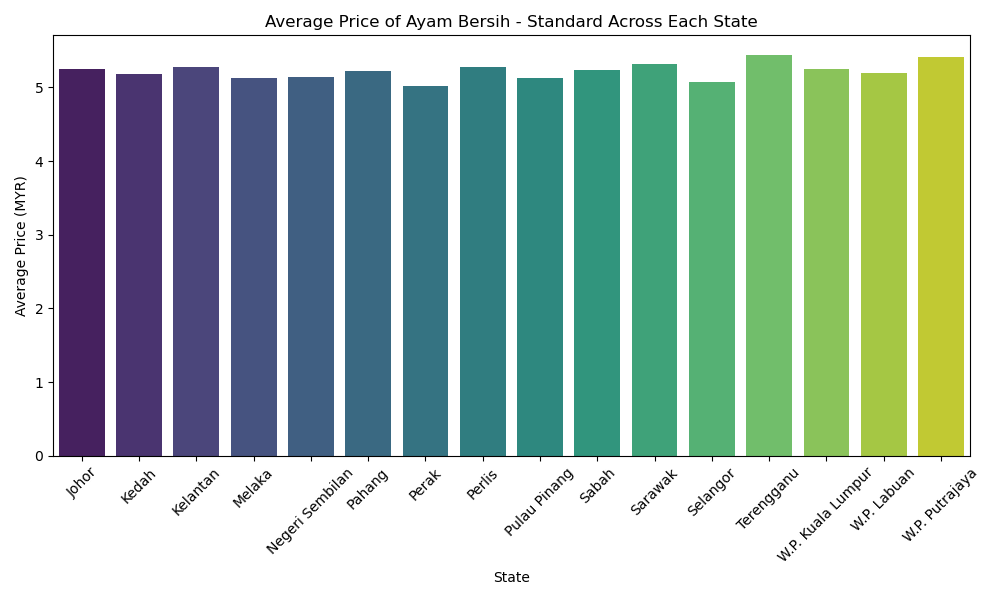 Average Price of Ayam Bersih - Standard Across Each State
Average Price (MYR)
5
4
3
2
1
0
Johor
Kedah
Kelantan
Melaka
Negeri Sembilan
Pahang
Perak
Perlis
Pulau Pinang
Sabah
Sarawak
Selangor
Terengganu
W.P. Kuala Lumpur
W.P. Labuan
W.P. Putrajaya
State